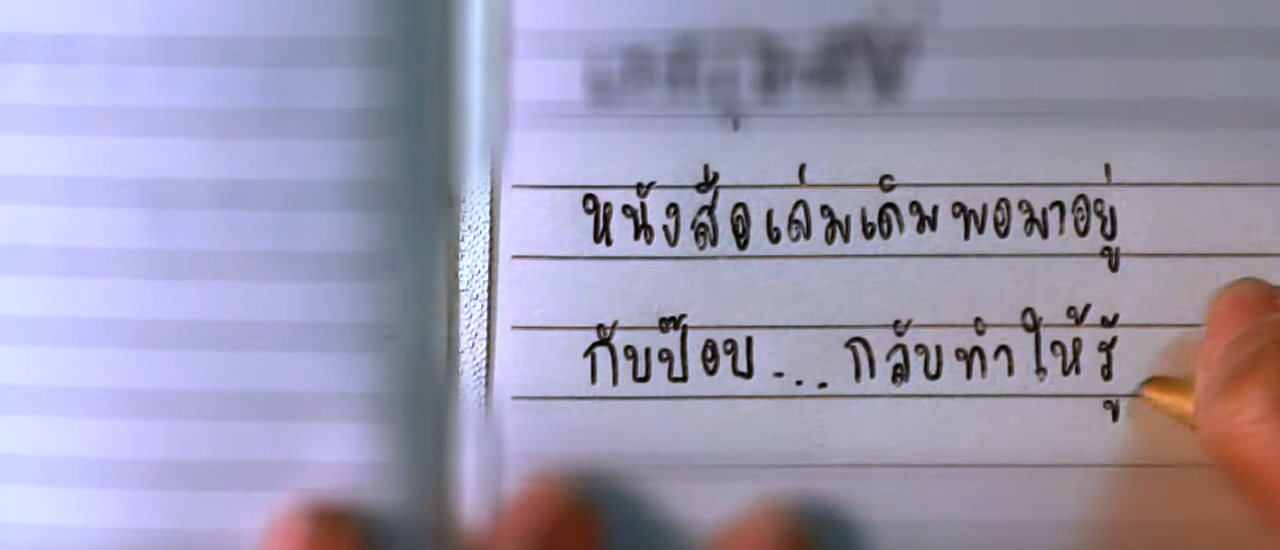 หนังสือเล่มเดิมพอมาอยู่
กับป๊อบ... กลับทำให้รู้